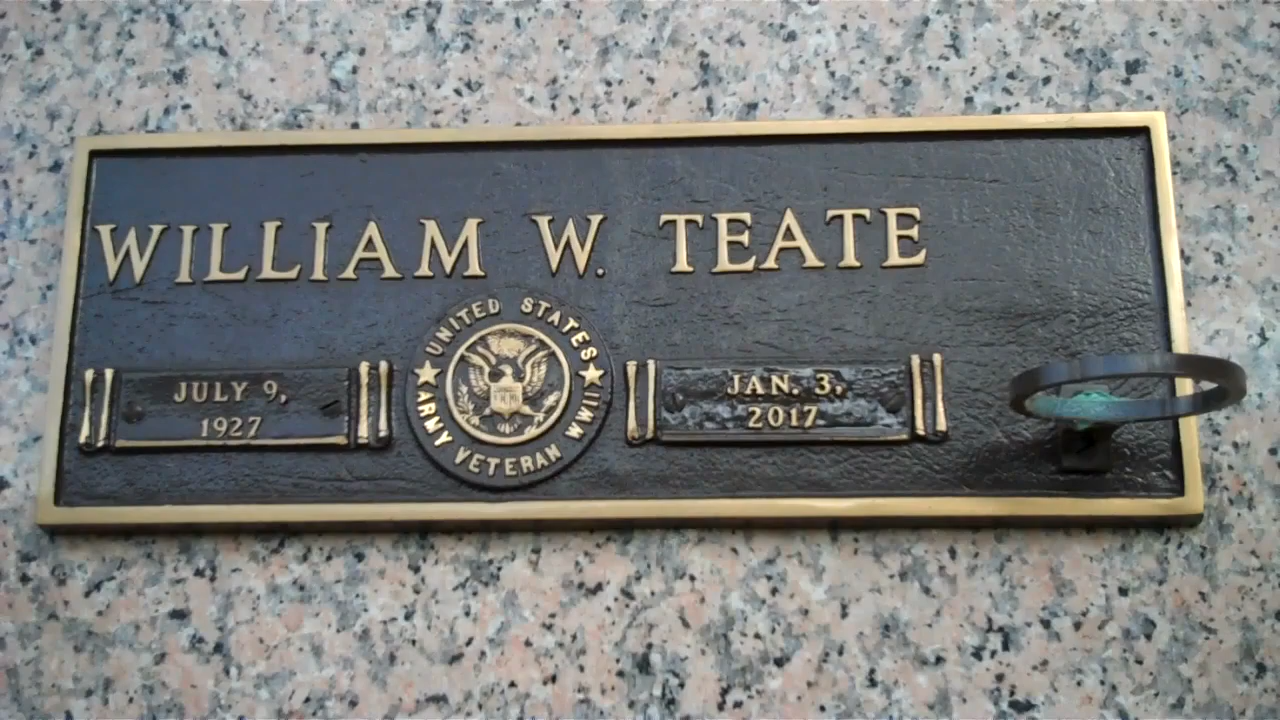 WILLIAM W. TEATE
JULY 9,
1927
UNITED STATES
ARMY VETERAN WWII
JAN. 3,
2017